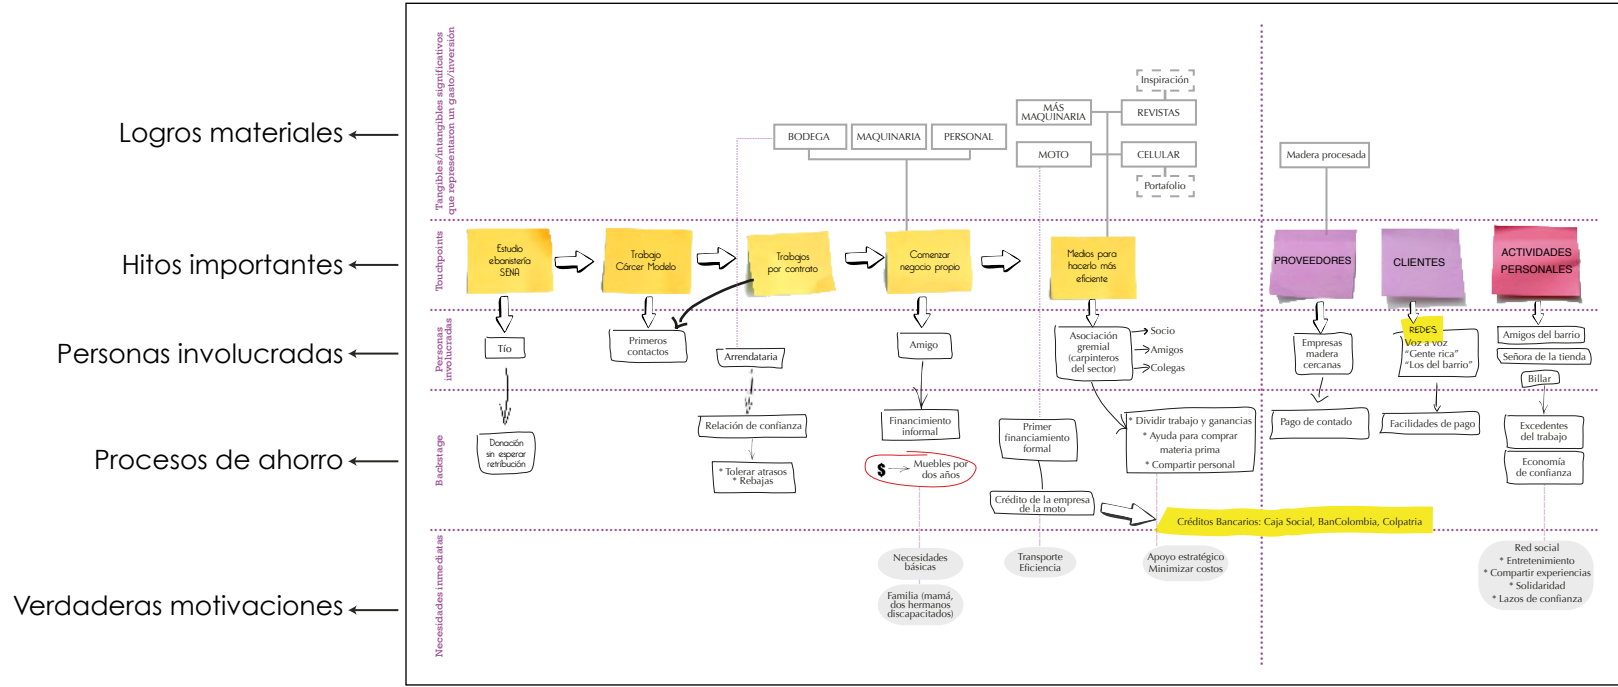 Logros materiales
Hitos importantes
Personas involucradas
Procesos de ahorro
Verdaderas motivaciones
Tangibles/intangibles significativos
que representaron un gasto/inversión
BODEGA
MAQUINARIA
PERSONAL
MÁS
MAQUINARIA
Inspiración
REVISTAS
MOTO
CELULAR
Portafolio
Madera procesada
Touchpoints
Estudio
ebanistería
SENA
Trabajo
Cárcer Modelo
Trabajos
por contrato
Comenzar
negocio propio
Medios para
hacerlo más
eficiente
PROVEEDORES
CLIENTES
ACTIVIDADES
PERSONALES
Personas
involucradas
Tío
Primeros
contactos
Arrendataria
Amigo
Asociación
gremial
(carpinteros
del sector)
Socio
Amigos
Colegas
Empresas
madera
cercanas
REDES
Voz a voz
"Gente rica"
"Los del barrio"
Amigos del barrio
Señora de la tienda
Billar
Backstage
Donación
sin esperar
retribución
Relación de confianza
* Tolerar atrasos
* Rebajas
Financimiento
informal
$
Muebles por
dos años
Primer
financiamiento
formal
Crédito de la empresa
de la moto
* Dividir trabajo y ganancias
* Ayuda para comprar
materia prima
* Compartir personal
Créditos Bancarios: Caja Social, BanColombia, Colpatria
Pago de contado
Facilidades de pago
Excedentes
del trabajo
Economía
de confianza
Necesidades inmediatas
Necesidades
básicas
Familia (mamá,
dos hermanos
discapacitados)
Transporte
Eficiencia
Apoyo estratégico
Minimizar costos
Red social
* Entretenimiento
* Compartir experiencias
* Solidaridad
* Lazos de confianza